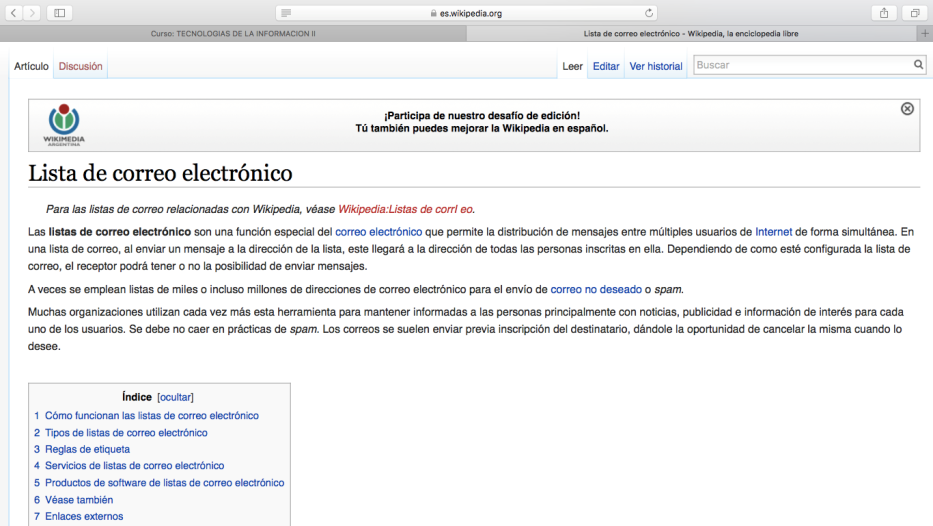 es.wikipedia.org
Curso: TECNOLOGIAS DE LA INFORMACION II
Lista de correo electrónico - Wikipedia, la enciclopedia libre
Artículo Discusión Leer Editar Ver historial Buscar
WIKIMEDIA
ARGENTINA
¡Participa de nuestro desafío de edición!
Tú también puedes mejorar la Wikipedia en español.
Lista de correo electrónico
Para las listas de correo relacionadas con Wikipedia, véase Wikipedia:Listas de corrI eo.
Las listas de correo electrónico son una función especial del correo electrónico que permite la distribución de mensajes entre múltiples usuarios de Internet de forma simultánea. En
una lista de correo, al enviar un mensaje a la dirección de la lista, este llegará a la dirección de todas las personas inscritas en ella. Dependiendo de como esté configurada la lista de
correo, el receptor podrá tener o no la posibilidad de enviar mensajes.
A veces se emplean listas de miles o incluso millones de direcciones de correo electrónico para el envío de correo no deseado o spam.
Muchas organizaciones utilizan cada vez más esta herramienta para mantener informadas a las personas principalmente con noticias, publicidad e información de interés para cada
uno de los usuarios. Se debe no caer en prácticas de spam. Los correos se suelen enviar previa inscripción del destinatario, dándole la oportunidad de cancelar la misma cuando lo
desee.
Índice [ocultar]
1 Cómo funcionan las listas de correo electrónico
2 Tipos de listas de correo electrónico
3 Reglas de etiqueta
4 Servicios de listas de correo electrónico
5 Productos de software de listas de correo electrónico
6 Véase también
7 Enlaces externos